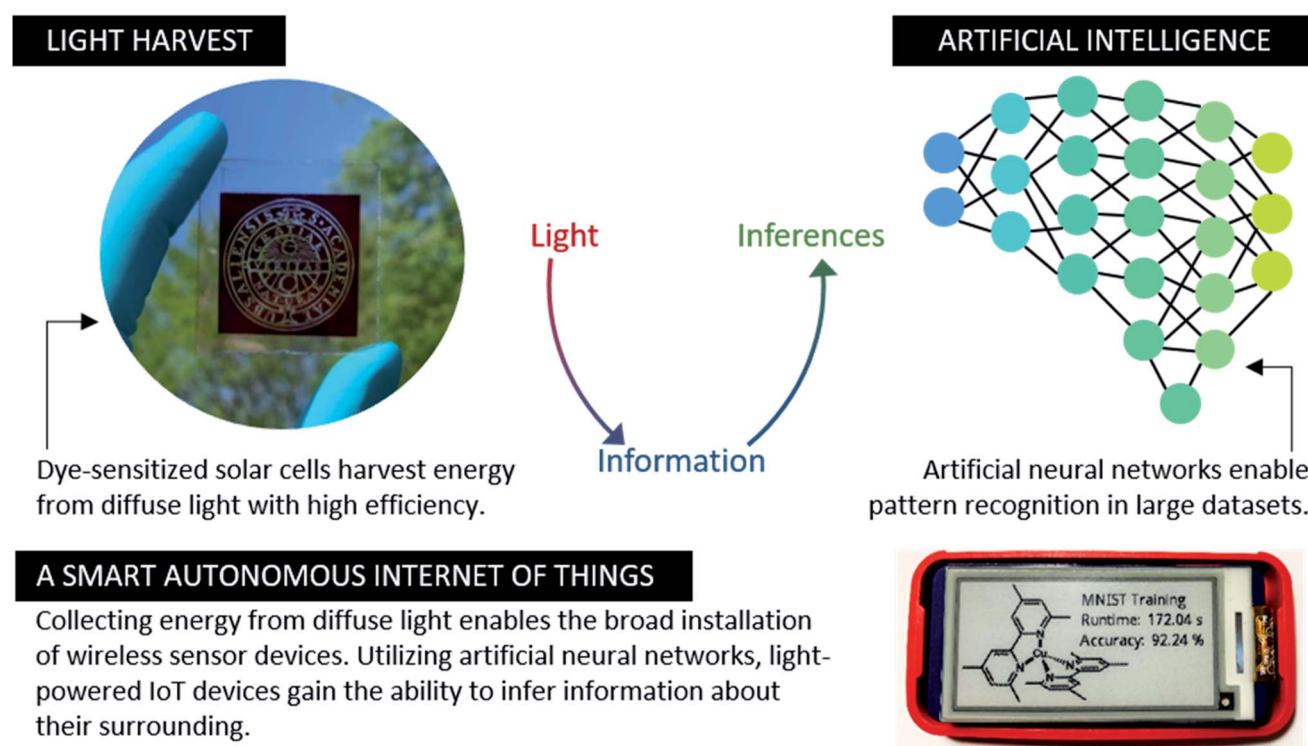 LIGHT HARVEST
ARTIFICIAL INTELLIGENCE
Light
Inferences
Information
Dye-sensitized solar cells harvest energy
from diffuse light with high efficiency.
Artificial neural networks enable
pattern recognition in large datasets.
A SMART AUTONOMOUS INTERNET OF THINGS
Collecting energy from diffuse light enables the broad installation
of wireless sensor devices. Utilizing artificial neural networks, light-
powered IoT devices gain the ability to infer information about
their surrounding.
MNIST Training
Runtime: 172.04 s
Accuracy: 92.24 %
N
Cu
N
N
N